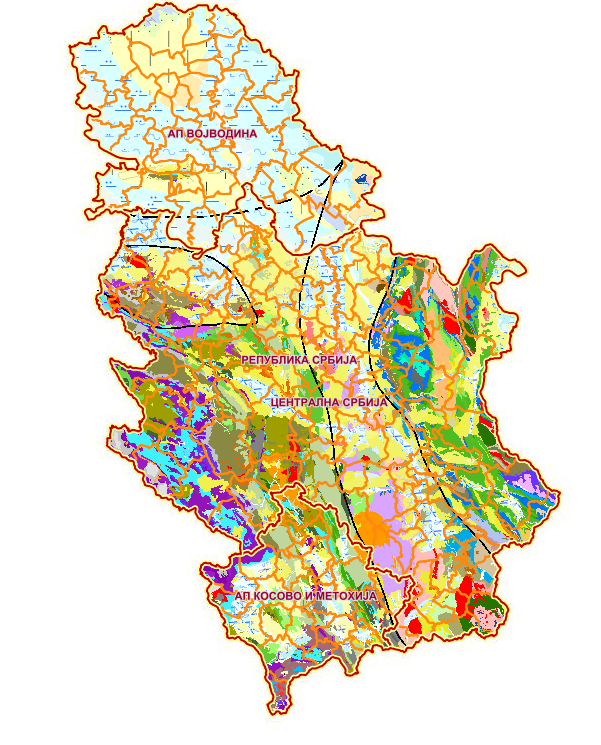 АП ВОЈВОДИНА
РЕПУБЛИКА СРБИЈА
ЦЕНТРАЛНА СРБИЈА
АП КОСОВО И МЕТОХИЈА